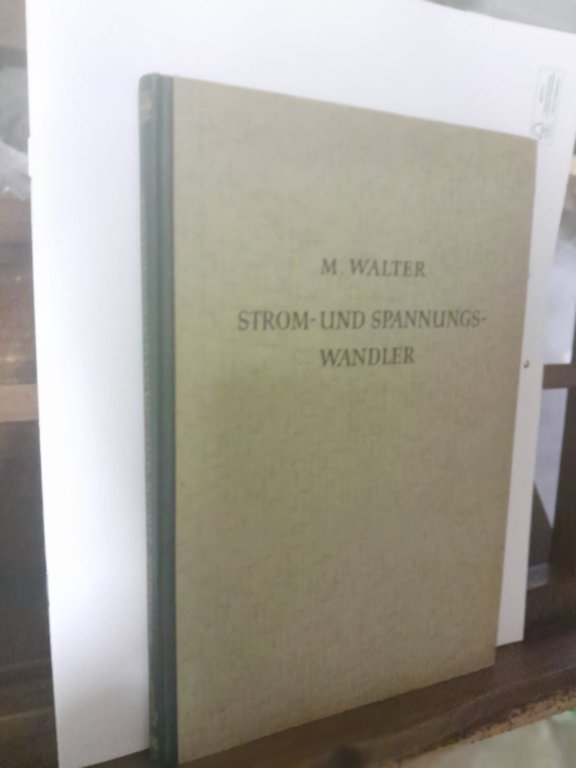 M. WALTER
STROM- UND SPANNUNGS-
WANDLER